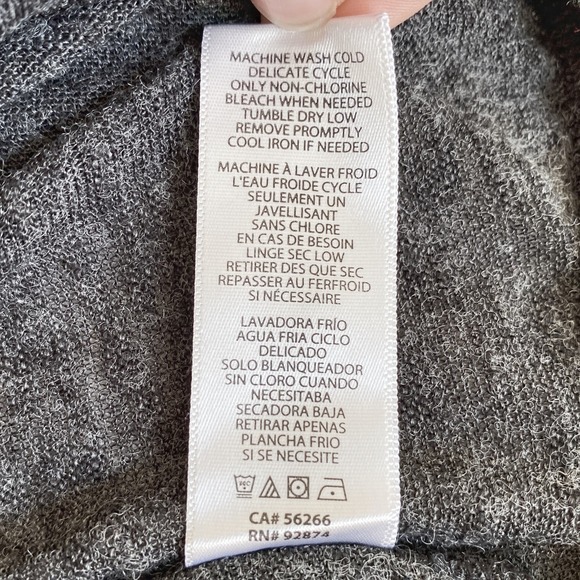 MACHINE WASH COLD
DELICATE CYCLE
ONLY NON-CHLORINE
BLEACH WHEN NEEDED
TUMBLE DRY LOW
REMOVE PROMPTLY
COOL IRON IF NEEDED
MACHINE À LAVER FROID
L'EAU FROIDE CYCLE
SEULEMENT UN
JAVELLISANT
SANS CHLORE
EN CAS DE BESOIN
LINGE SEC LOW
RETIRER DES QUE SEC
REPASSER AU FERFROID
SI NÉCESSAIRE
LAVADORA FRÍO
AGUA FRIA CICLO
DELICADO
SOLO BLANQUEADOR
SIN CLORO CUANDO
NECESITABA
SECADORA BAJA
RETIRAR APENAS
PLANCHA FRIO
SI SE NECESITE
CA# 56266
RN# 92874